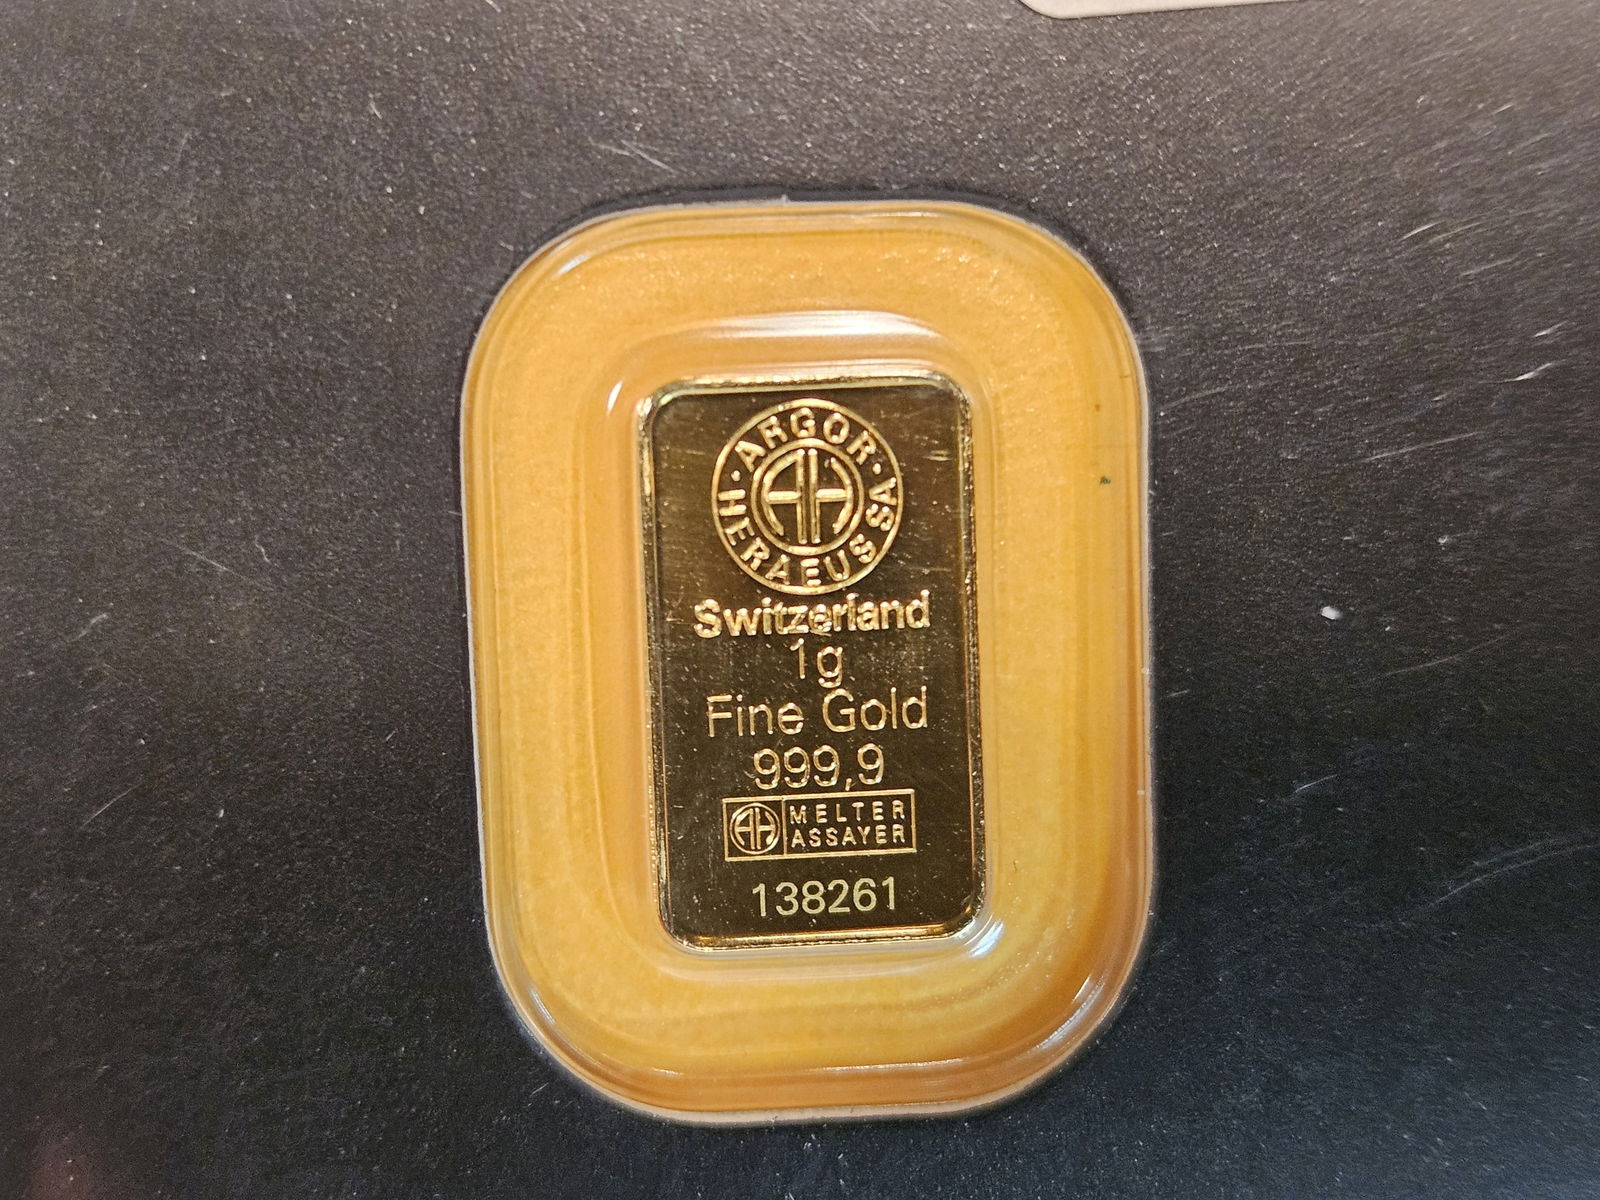 ARGOR
HERAEUS SA
AH
Switzerland
1g
Fine Gold
999,9
AH MELTER
ASSAYER
138261